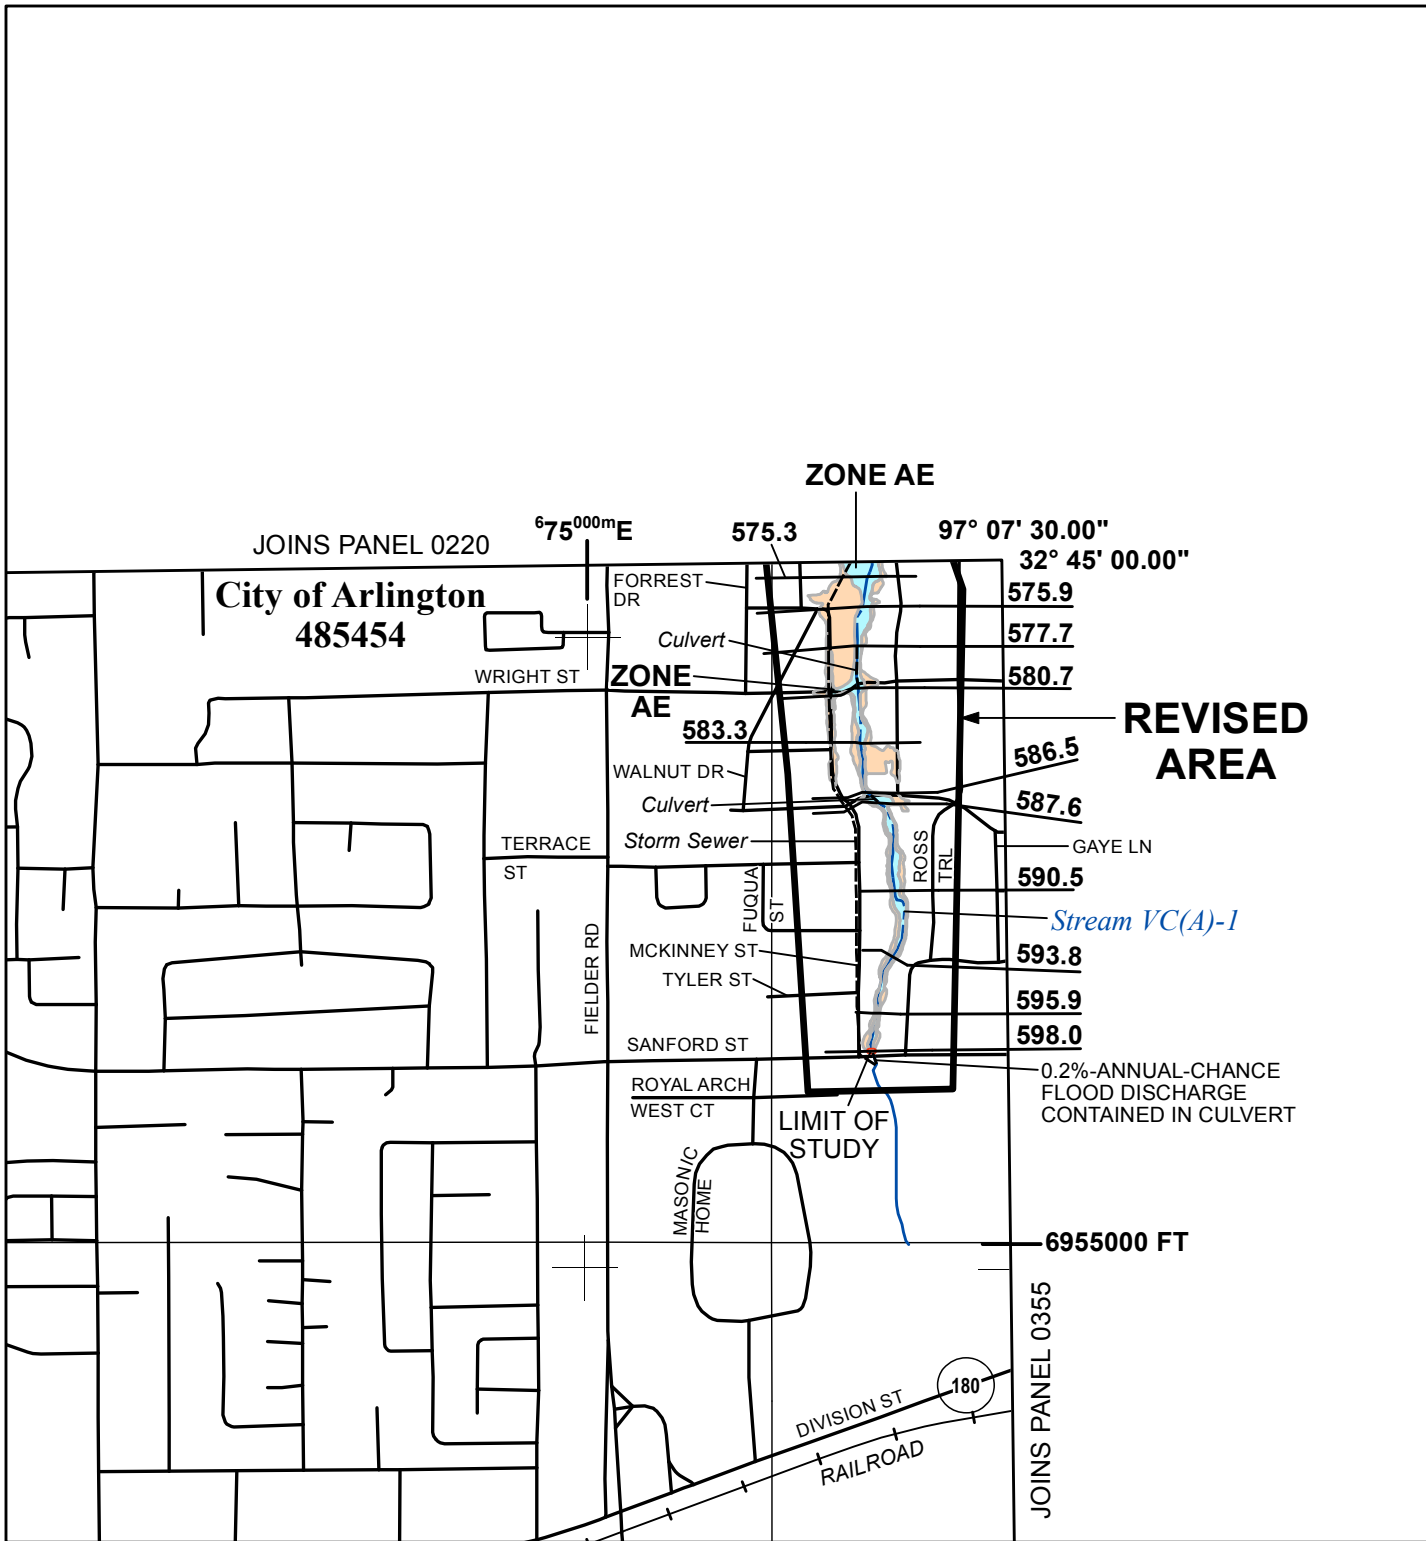 ZONE AE
JOINS PANEL 0220
675000mE
575.3
97° 07' 30.00"
32° 45' 00.00"
City of Arlington
485454
FORREST
DR
575.9
Culvert
577.7
WRIGHT ST
ZONE
AE
580.7
583.3
REVISED
AREA
586.5
WALNUT DR
Culvert
587.6
TERRACE
ST
Storm Sewer
ROSS
TRL
GAYE LN
590.5
FUQUA
ST
Stream VC(A)-1
FIELDER RD
MCKINNEY ST
593.8
TYLER ST
595.9
SANFORD ST
598.0
ROYAL ARCH
WEST CT
0.2%-ANNUAL-CHANCE
FLOOD DISCHARGE
CONTAINED IN CULVERT
LIMIT OF
STUDY
MASONIC
HOME
6955000 FT
JOINS PANEL 0355
180
DIVISION ST
RAILROAD